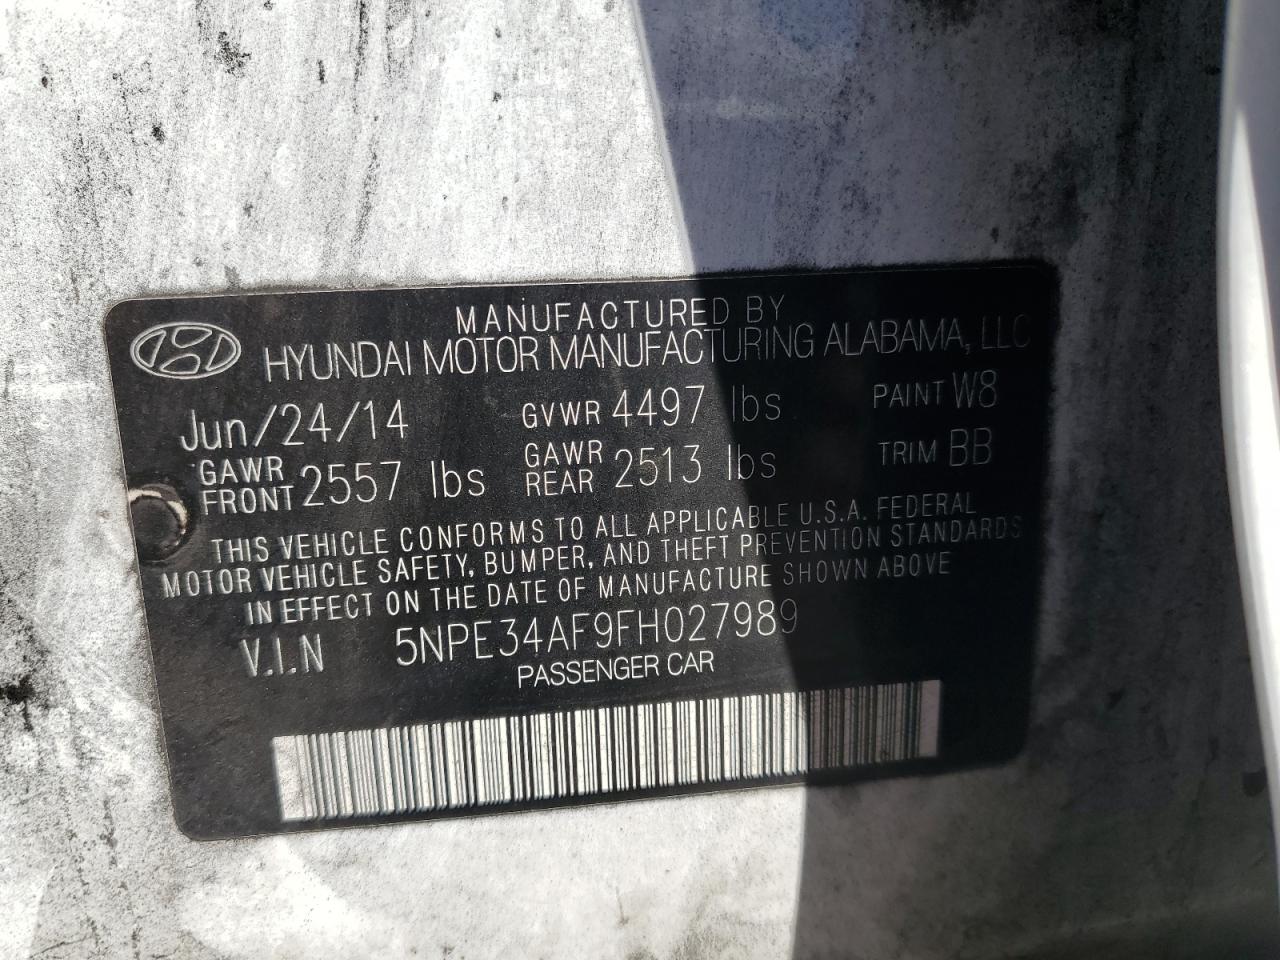 MANUFACTURED BY
HYUNDAI MOTOR MANUFACTURING ALABAMA, LLC
Jun/24/14 GVWR 4497 lbs PAINT W8
GAWR FRONT 2557 lbs GAWR REAR 2513 lbs TRIM BB
THIS VEHICLE CONFORMS TO ALL APPLICABLE U.S.A. FEDERAL
MOTOR VEHICLE SAFETY, BUMPER, AND THEFT PREVENTION STANDARDS
IN EFFECT ON THE DATE OF MANUFACTURE SHOWN ABOVE
V.I.N 5NPE34AF9FH027989
PASSENGER CAR